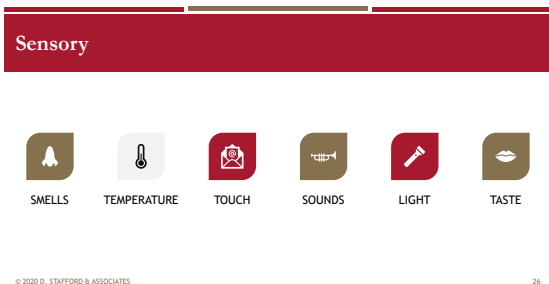 Sensory
SMELLS
TEMPERATURE
TOUCH
SOUNDS
LIGHT
TASTE
© 2020 D. STAFFORD & ASSOCIATES
26